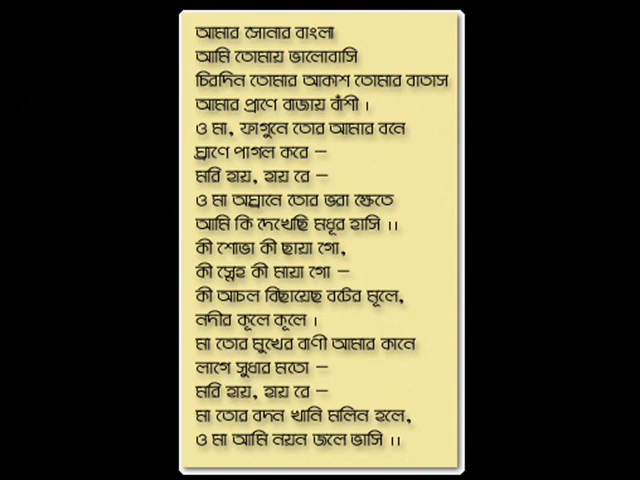 আমার সোনার বাংলা
আমি তোমায় ভালোবাসি
চিরদিন তোমার আকাশ তোমার বাতাস
আমার প্রাণে বাজায় বাঁশী ।
ও মা, ফাগুনে তোর আমার বনে
ঘ্রাণে পাগল করে –
মরি হায়, হায় রে –
ও মা অঘ্রানে তোর ভরা ক্ষেতে
আমি কি দেখেছি মধূর হাসি ।।
কী শোভা কী ছায়া গো,
কী স্নেহ কী মায়া গো –
কী আচল বিছায়েছ বটের মূলে,
নদীর কূলে কূলে ।
মা তোর মুখের বাণী আমার কানে
লাগে সুধার মতো –
মরি হায়, হায় রে –
মা তোর বদন খানি মলিন হলে,
ও মা আমি নয়ন জলে ভাসি ।।